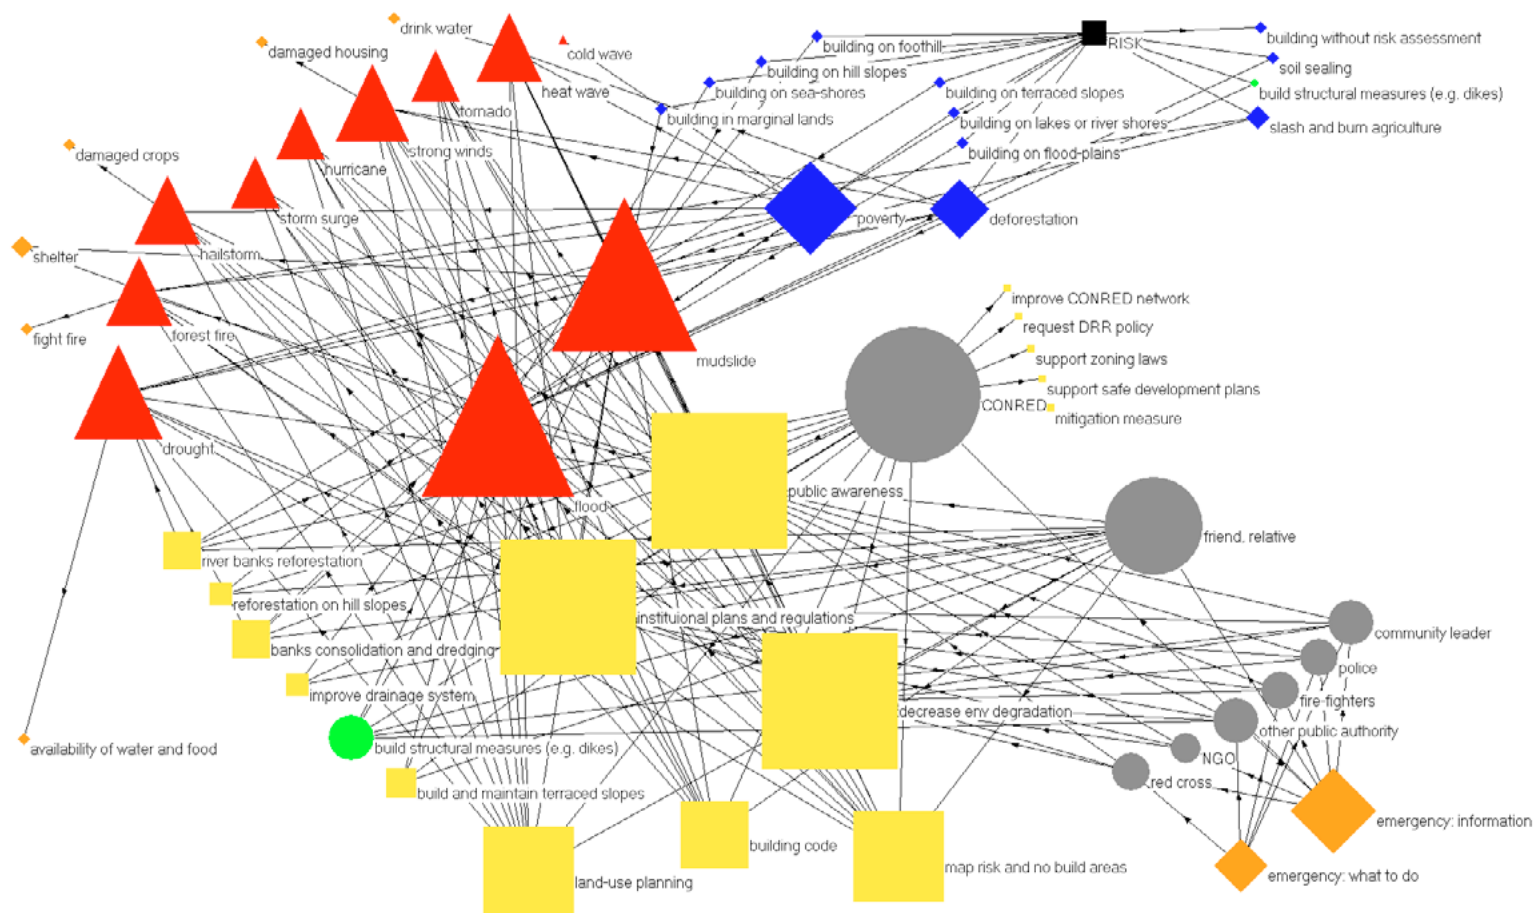 drink water
damaged housing
cold wave
RISK
building on foothill
building without risk assessment
building on hill slopes
soil sealing
heat wave
building on sea-shores
building on terraced slopes
build structural measures (e.g. dikes)
tornado
building in marginal lands
building on lakes or river shores
slash and burn agriculture
damaged crops
strong winds
building on flood-plains
hurricane
storm surge
poverty
deforestation
shelter
hailstorm
improve CONRED network
request DRR policy
fight fire
forest fire
support zoning laws
mudslide
support safe development plans
CONRED
mitigation measure
drought
public awareness
flood
friend, relative
river banks reforestation
reforestation on hill slopes
instituional plans and regulations
community leader
banks consolidation and dredging
police
improve drainage system
fire-fighters
decrease env degradation
other public authority
availability of water and food
build structural measures (e.g. dikes)
NGO
red cross
build and maintain terraced slopes
emergency: information
building code
map risk and no build areas
emergency: what to do
land-use planning